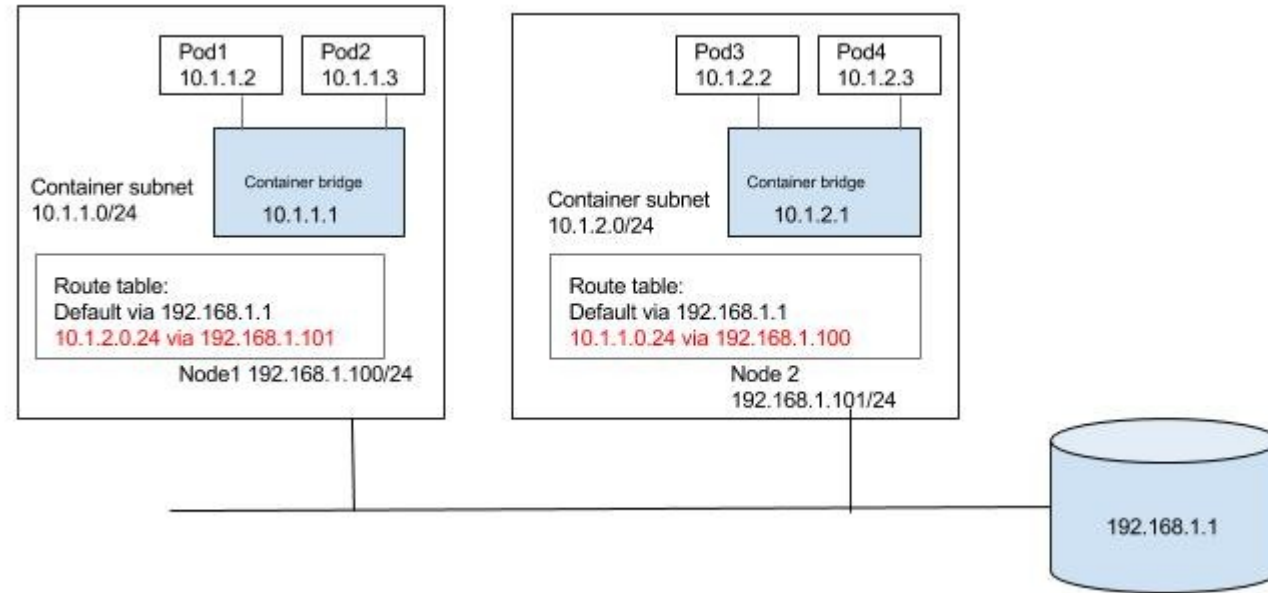 Pod1
10.1.1.2
Pod2
10.1.1.3
Container subnet
10.1.1.0/24
Container bridge
10.1.1.1
Route table:
Default via 192.168.1.1
10.1.2.0.24 via 192.168.1.101
Node1 192.168.1.100/24
Pod3
10.1.2.2
Pod4
10.1.2.3
Container subnet
10.1.2.0/24
Container bridge
10.1.2.1
Route table:
Default via 192.168.1.1
10.1.1.0.24 via 192.168.1.100
Node 2
192.168.1.101/24
192.168.1.1